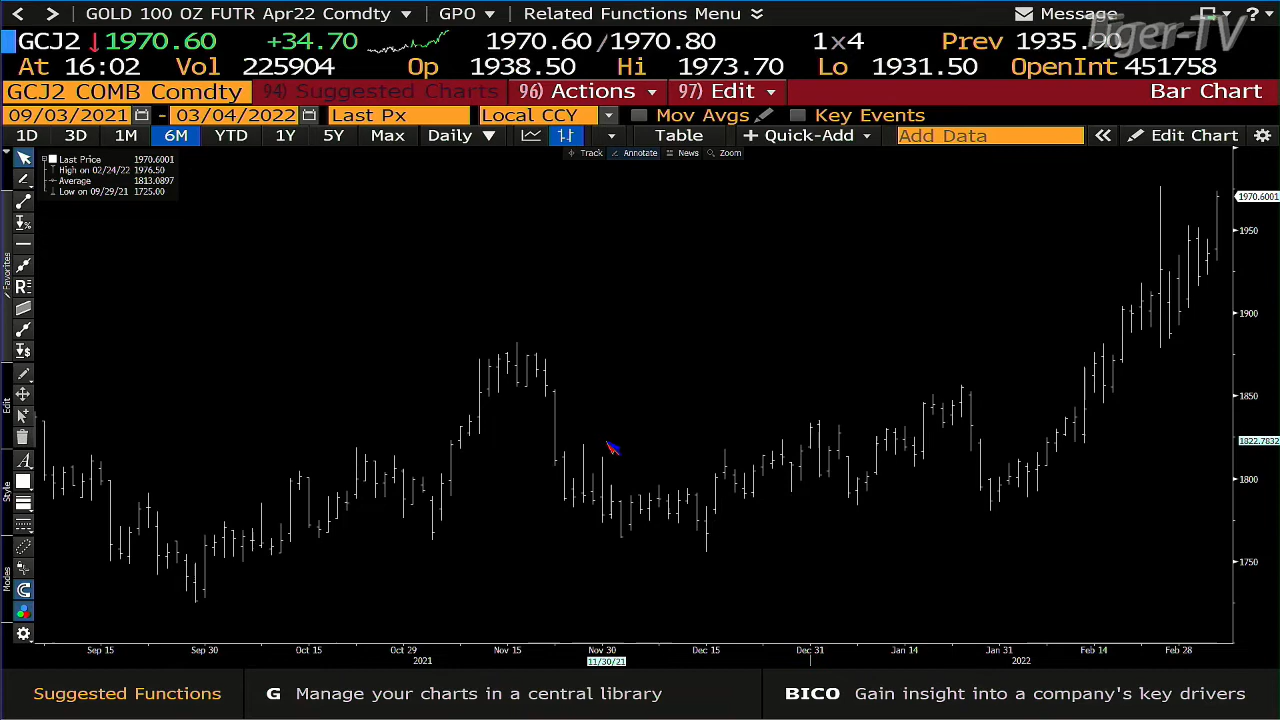 GOLD 100 OZ FUTR Apr22 Comdty GPO Related Functions Menu Message ?
Tiger-TV
GCJ2 ↓1970.60 +34.70 1970.60/1970.80 1x4 Prev 1935.90
At 16:02 Vol 225904 Op 1938.50 Hi 1973.70 Lo 1931.50 OpenInt 451758
GCJ2 COMB Comdty 94) Suggested Charts 96) Actions 97) Edit Bar Chart
09/03/2021 - 03/04/2022 Last Px Local CCY Mov Avgs Key Events
1D 3D 1M 6M YTD 1Y 5Y Max Daily ▼ Table + Quick-Add Add Data « Edit Chart
Track Annotate News Zoom
Last Price 1970.6001
High on 02/24/22 1976.50
Average 1813.0897
Low on 09/29/21 1725.00
1970.6001
1950
1900
1850
1822.7832
1800
1750
Favorites
Edit
Style
Modes
Sep 15 Sep 30 Oct 15 Oct 29 Nov 15 Nov 30 Dec 15 Dec 31 Jan 14 Jan 31 Feb 14 Feb 28
2021 11/30/21 2022
Suggested Functions G Manage your charts in a central library BICO Gain insight into a company's key drivers